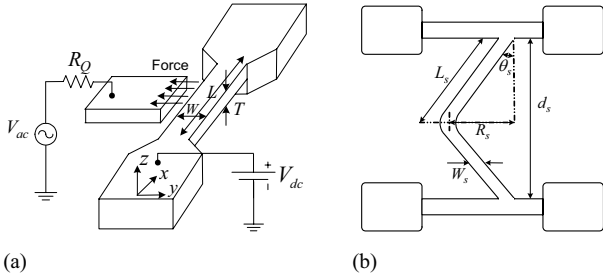 R_Q
Force
L
W
T
V_ac
z
x
y
+
V_dc
(a)
L_s
θ_s
d_s
R_s
W_s
(b)